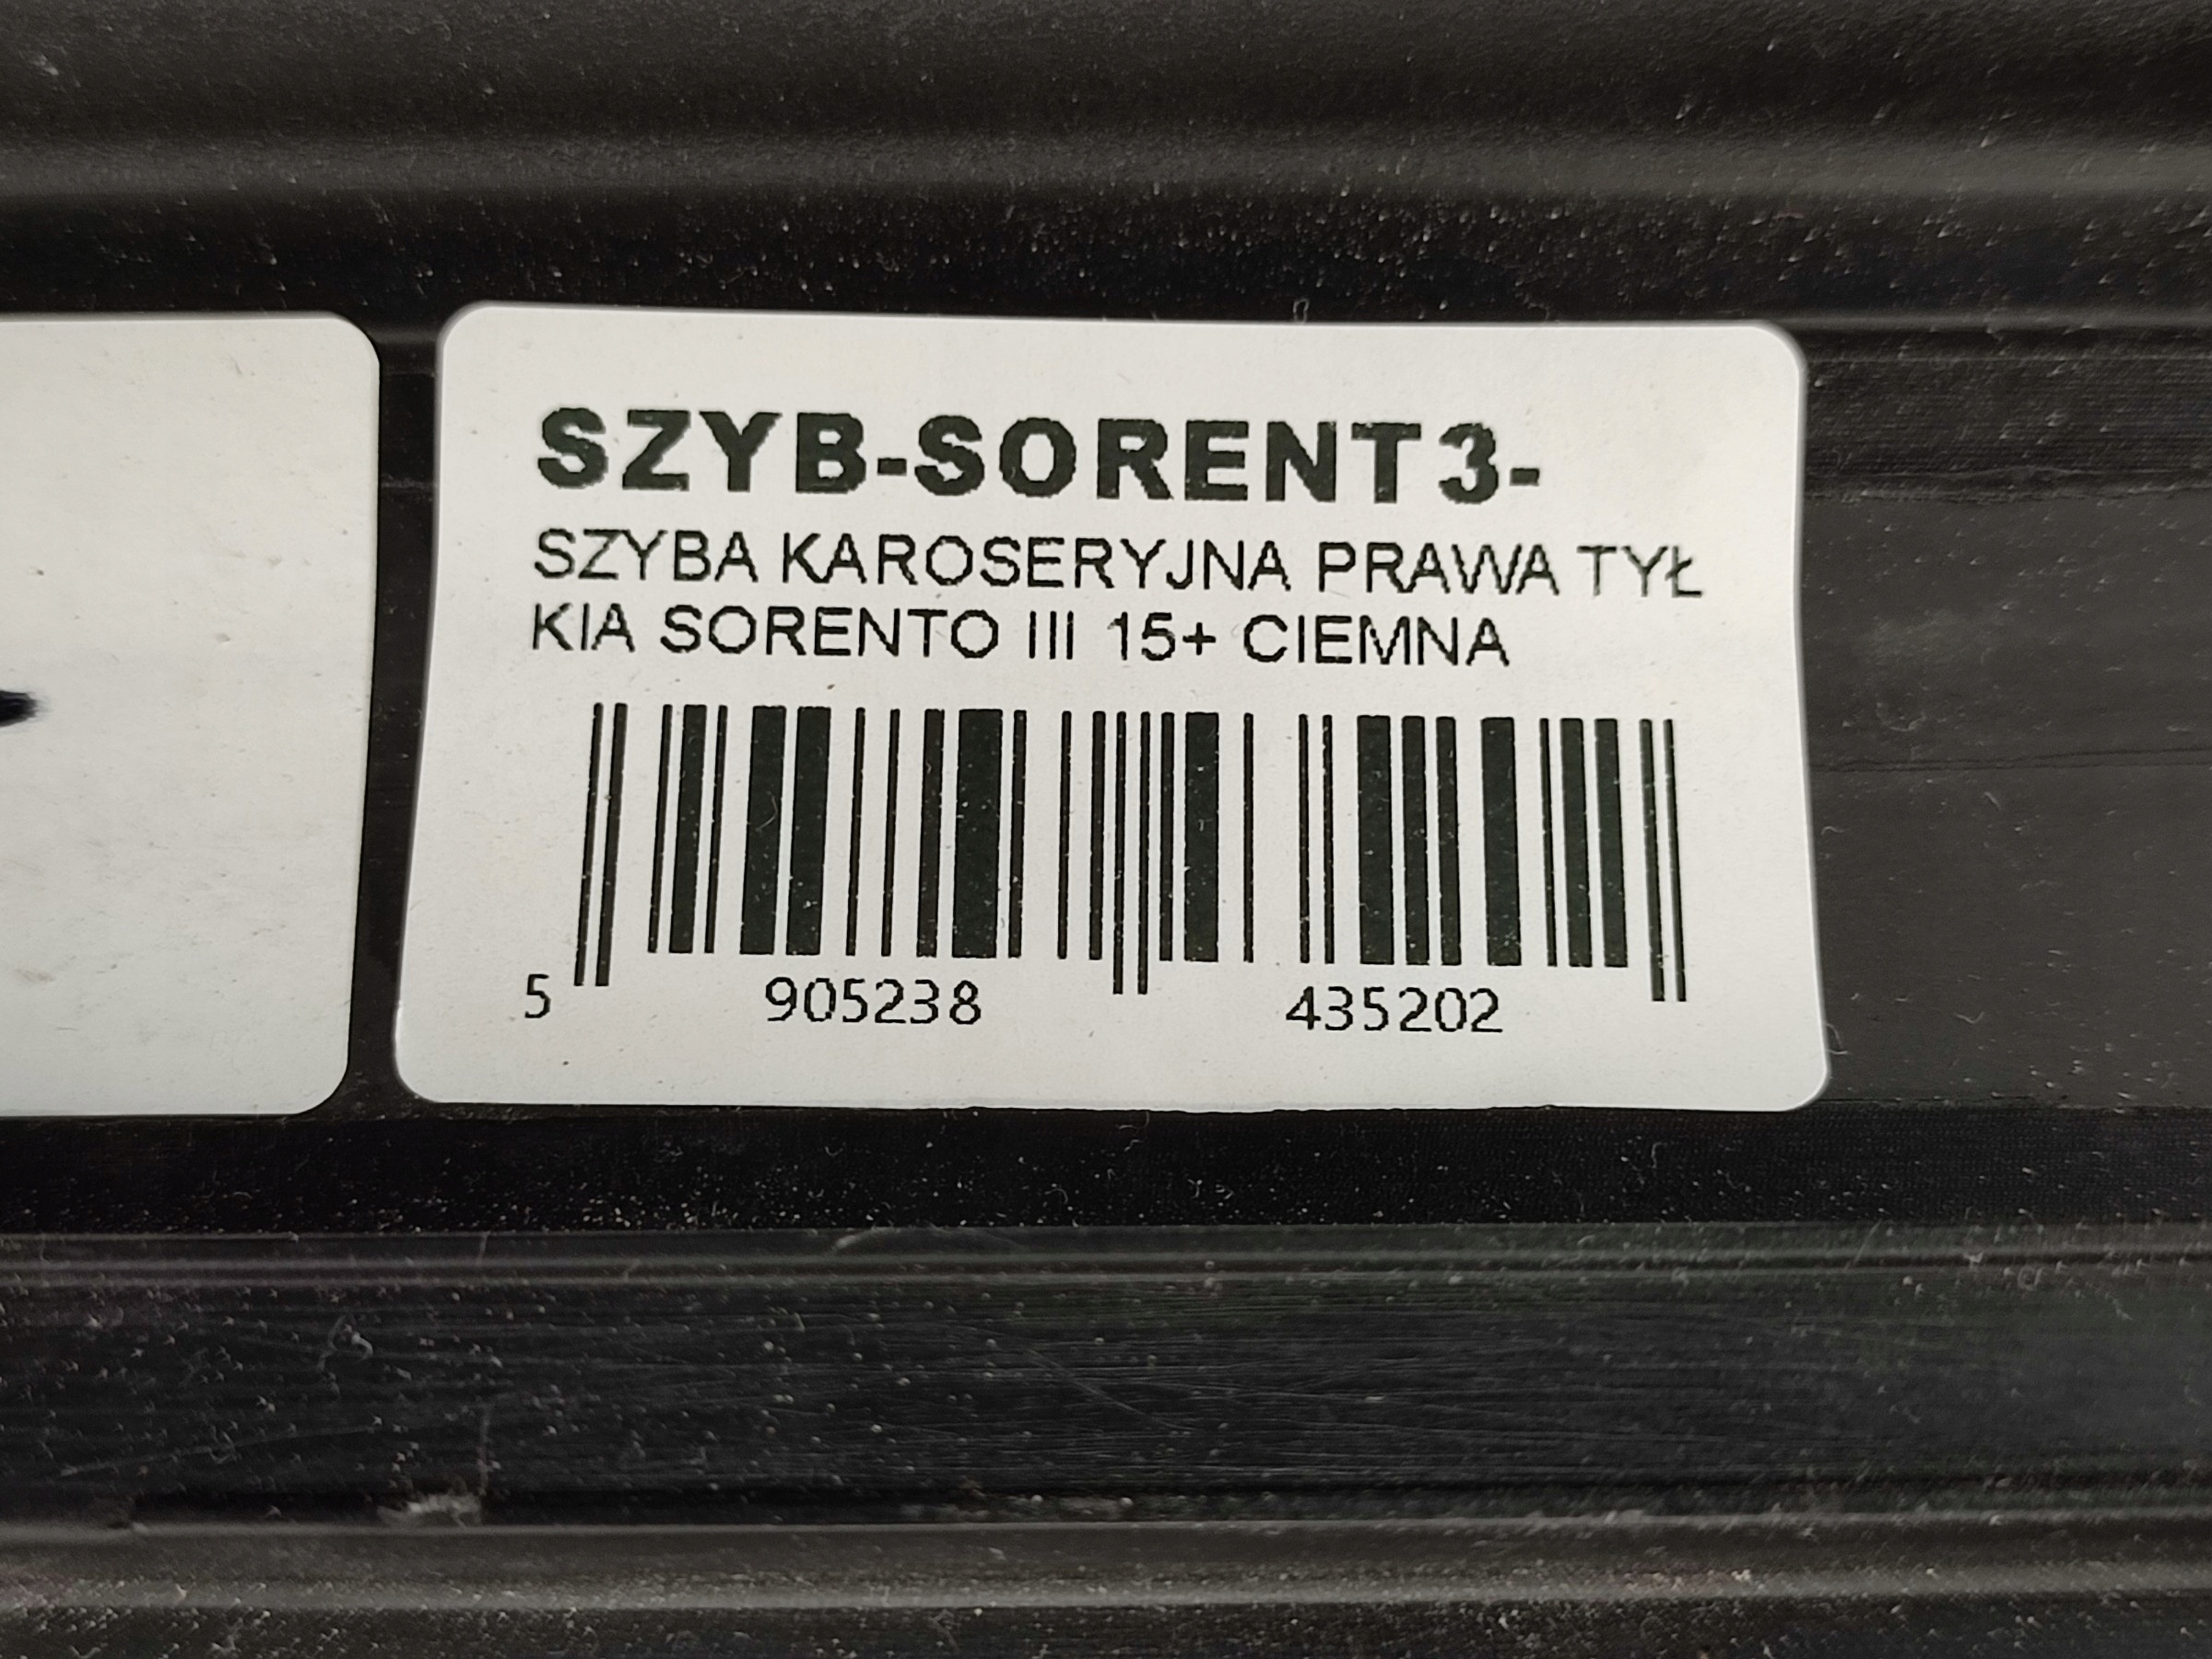 SZYB-SORENT3-
SZYBA KAROSERYJNA PRAWA TYŁ
KIA SORENTO III 15+ CIEMNA
5 905238 435202